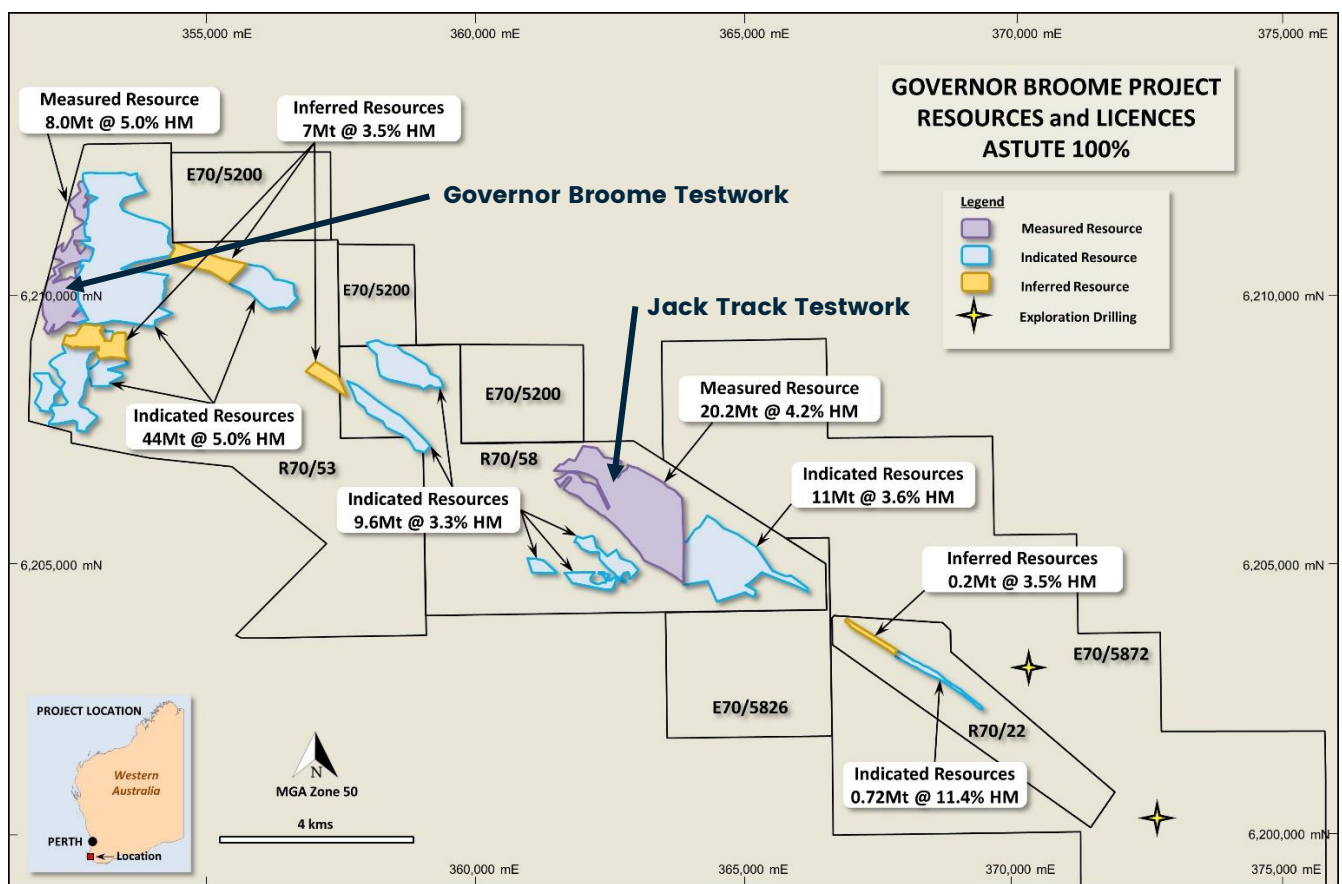 355,000 mE
360,000 mE
365,000 mE
370,000 mE
375,000 mE
GOVERNOR BROOME PROJECT
RESOURCES and LICENCES
ASTUTE 100%
Measured Resource
8.0Mt @ 5.0% HM
Inferred Resources
7Mt @ 3.5% HM
E70/5200
Governor Broome Testwork
Legend
Measured Resource
Indicated Resource
Inferred Resource
Exploration Drilling
6,210,000 mN
E70/5200
6,210,000 mN
Jack Track Testwork
E70/5200
Measured Resource
20.2Mt @ 4.2% HM
Indicated Resources
44Mt @ 5.0% HM
R70/53
R70/58
Indicated Resources
9.6Mt @ 3.3% HM
Indicated Resources
11Mt @ 3.6% HM
6,205,000 mN
6,205,000 mN
Inferred Resources
0.2Mt @ 3.5% HM
E70/5872
E70/5826
R70/22
Indicated Resources
0.72Mt @ 11.4% HM
PROJECT LOCATION
Western
Australia
PERTH
Location
N
MGA Zone 50
4 kms
6,200,000 mN
360,000 mE
365,000 mE
370,000 mE
375,000 mE